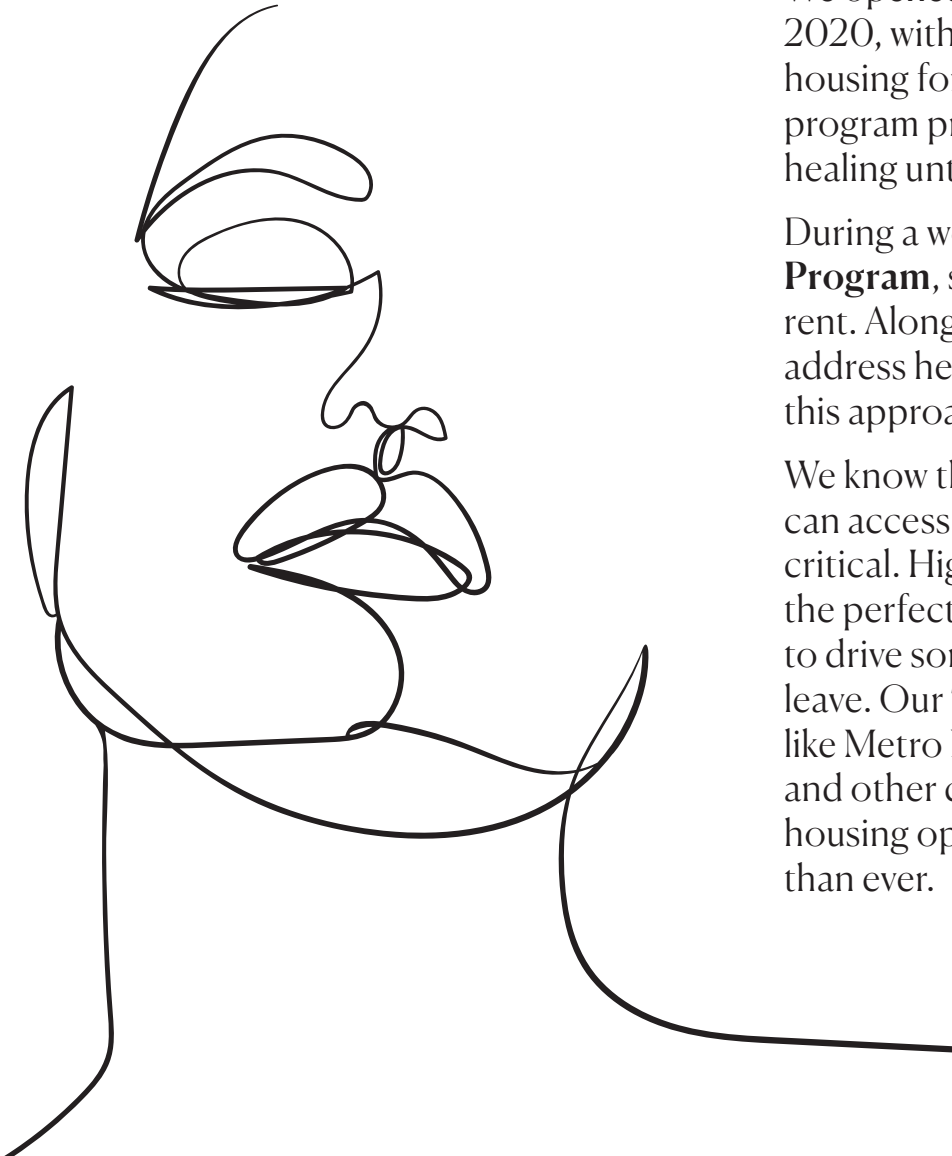 We opened
2020, with
housing fo
program pr
healing unt
During a w
Program, s
rent. Along
address he
this approa
We know th
can access
critical. Hig
the perfect
to drive sor
leave. Our
like Metro
and other c
housing op
than ever.